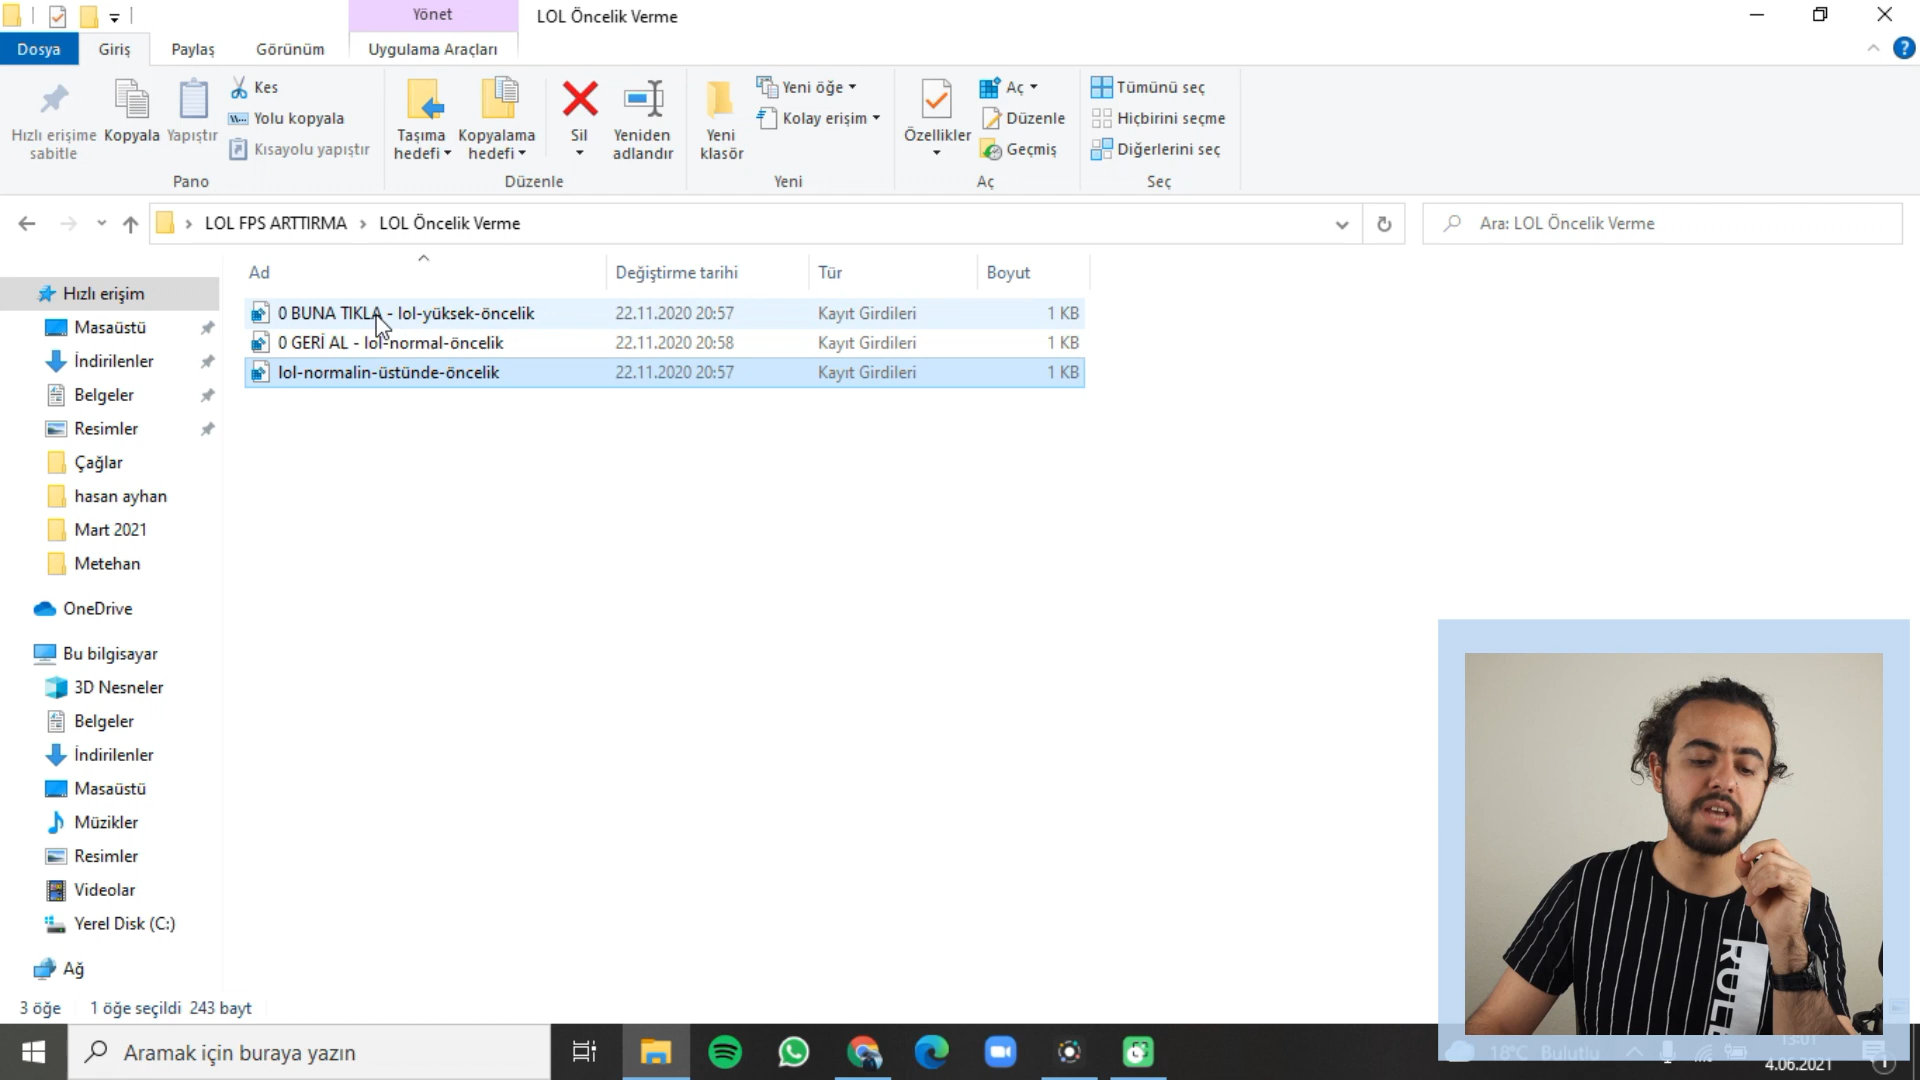 Yönet
LOL Öncelik Verme
Dosya
Giriş
Paylaş
Görünüm
Uygulama Araçları
Hızlı erişime sabitle
Kopyala
Yapıştır
Kes
Yolu kopyala
Kısayolu yapıştır
Taşıma hedefi
Kopyalama hedefi
Sil
Yeniden adlandır
Yeni klasör
Yeni öğe
Kolay erişim
Özellikler
Aç
Düzenle
Geçmiş
Tümünü seç
Hiçbirini seçme
Diğerlerini seç
Pano
Düzenle
Yeni
Aç
Seç
LOL FPS ARTTIRMA > LOL Öncelik Verme
Ara: LOL Öncelik Verme
Ad
Değiştirme tarihi
Tür
Boyut
0 BUNA TIKLA - lol-yüksek-öncelik 22.11.2020 20:57 Kayıt Girdileri 1 KB
0 GERİ AL - lol-normal-öncelik 22.11.2020 20:58 Kayıt Girdileri 1 KB
lol-normalin-üstünde-öncelik 22.11.2020 20:57 Kayıt Girdileri 1 KB
Hızlı erişim
Masaüstü
İndirilenler
Belgeler
Resimler
Çağlar
hasan ayhan
Mart 2021
Metehan
OneDrive
Bu bilgisayar
3D Nesneler
Belgeler
İndirilenler
Masaüstü
Müzikler
Resimler
Videolar
Yerel Disk (C:)
Ağ
3 öğe 1 öğe seçildi 243 bayt
Aramak için buraya yazın
18°C Bulutlu
13:01
4.06.2021